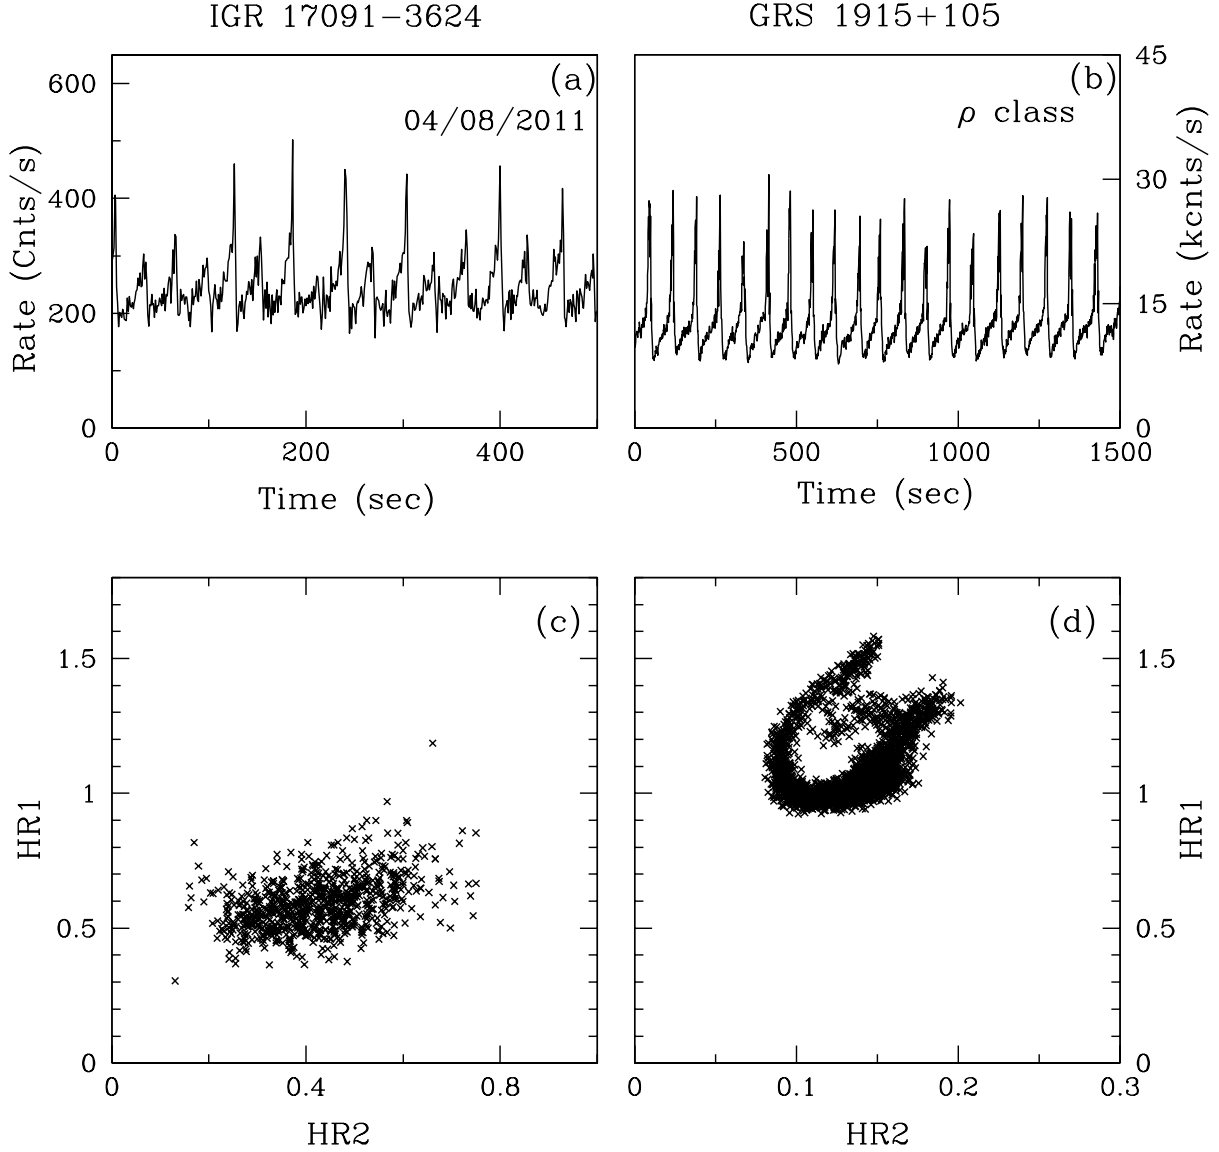 IGR 17091−3624
GRS 1915+105
(a)
04/08/2011
600
400
200
0
Rate (Cnts/s)
0
200
400
Time (sec)
(b)
ρ class
45
30
15
0
Rate (kcnts/s)
0
500
1000
1500
Time (sec)
(c)
1.5
1
0.5
0
HR1
0
0.4
0.8
HR2
(d)
1.5
1
0.5
0
HR1
0
0.1
0.2
0.3
HR2